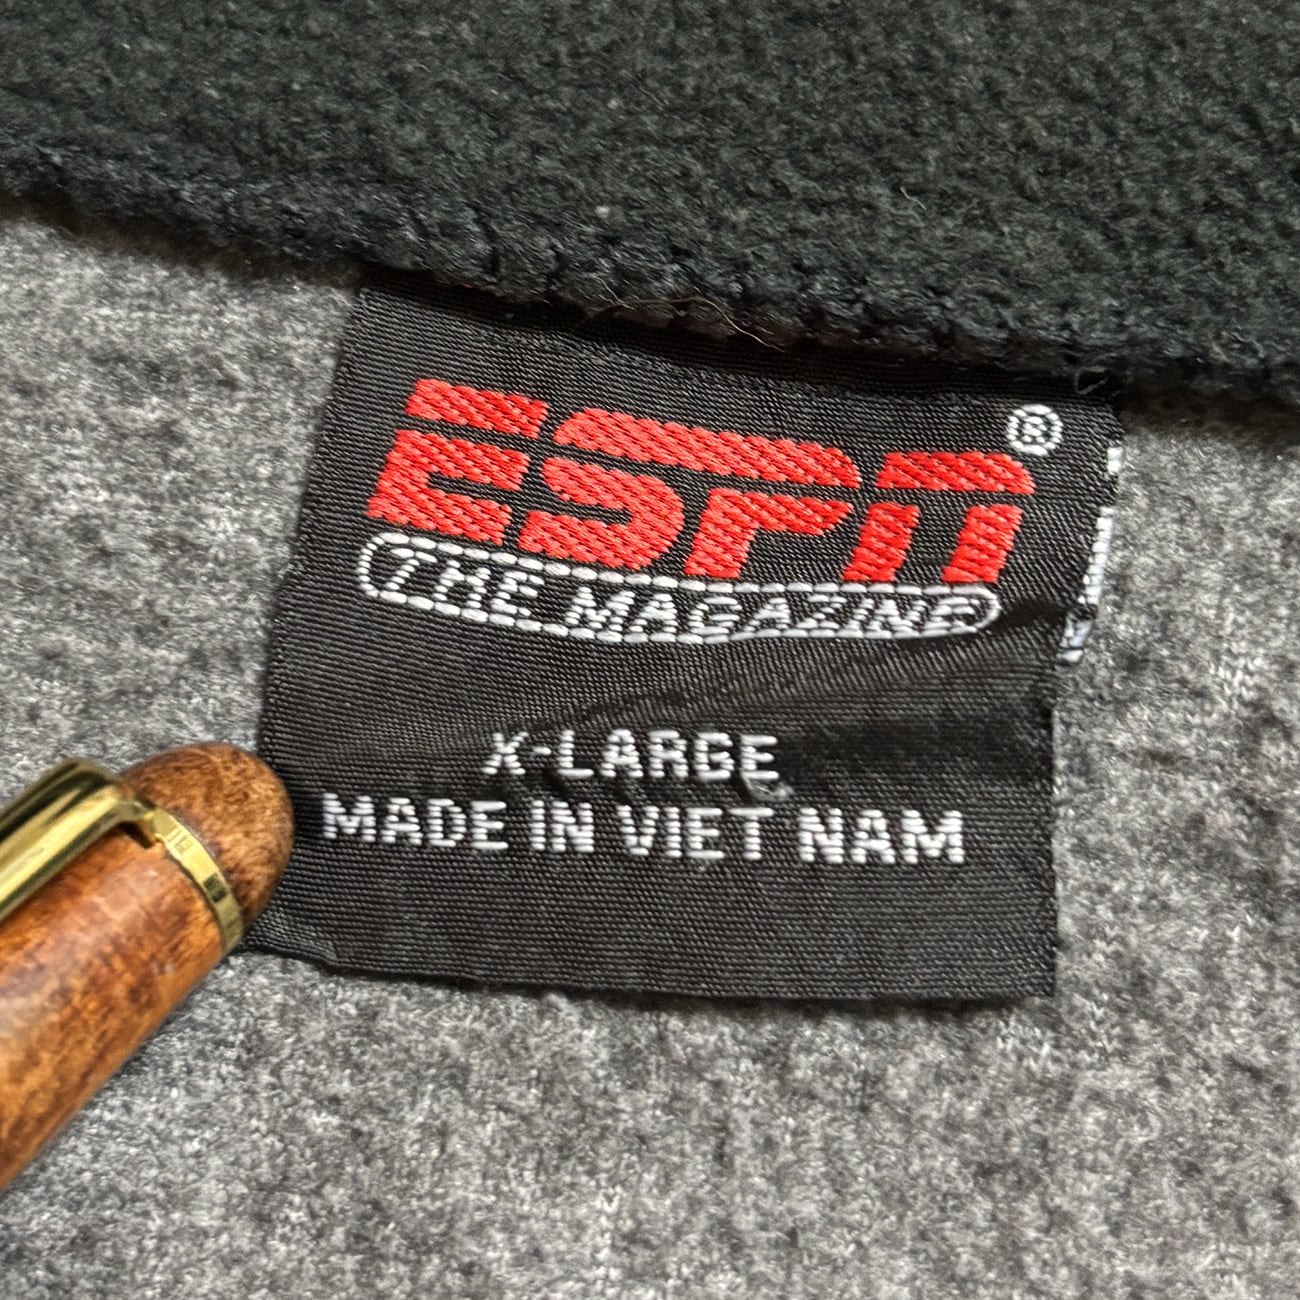 ESPN®
THE MAGAZINE
X-LARGE
MADE IN VIET NAM